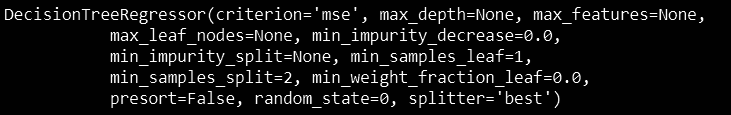 DecisionTreeRegressor(criterion='mse', max_depth=None, max_features=None,
max_leaf_nodes=None, min_impurity_decrease=0.0,
min_impurity_split=None, min_samples_leaf=1,
min_samples_split=2, min_weight_fraction_leaf=0.0,
presort=False, random_state=0, splitter='best')